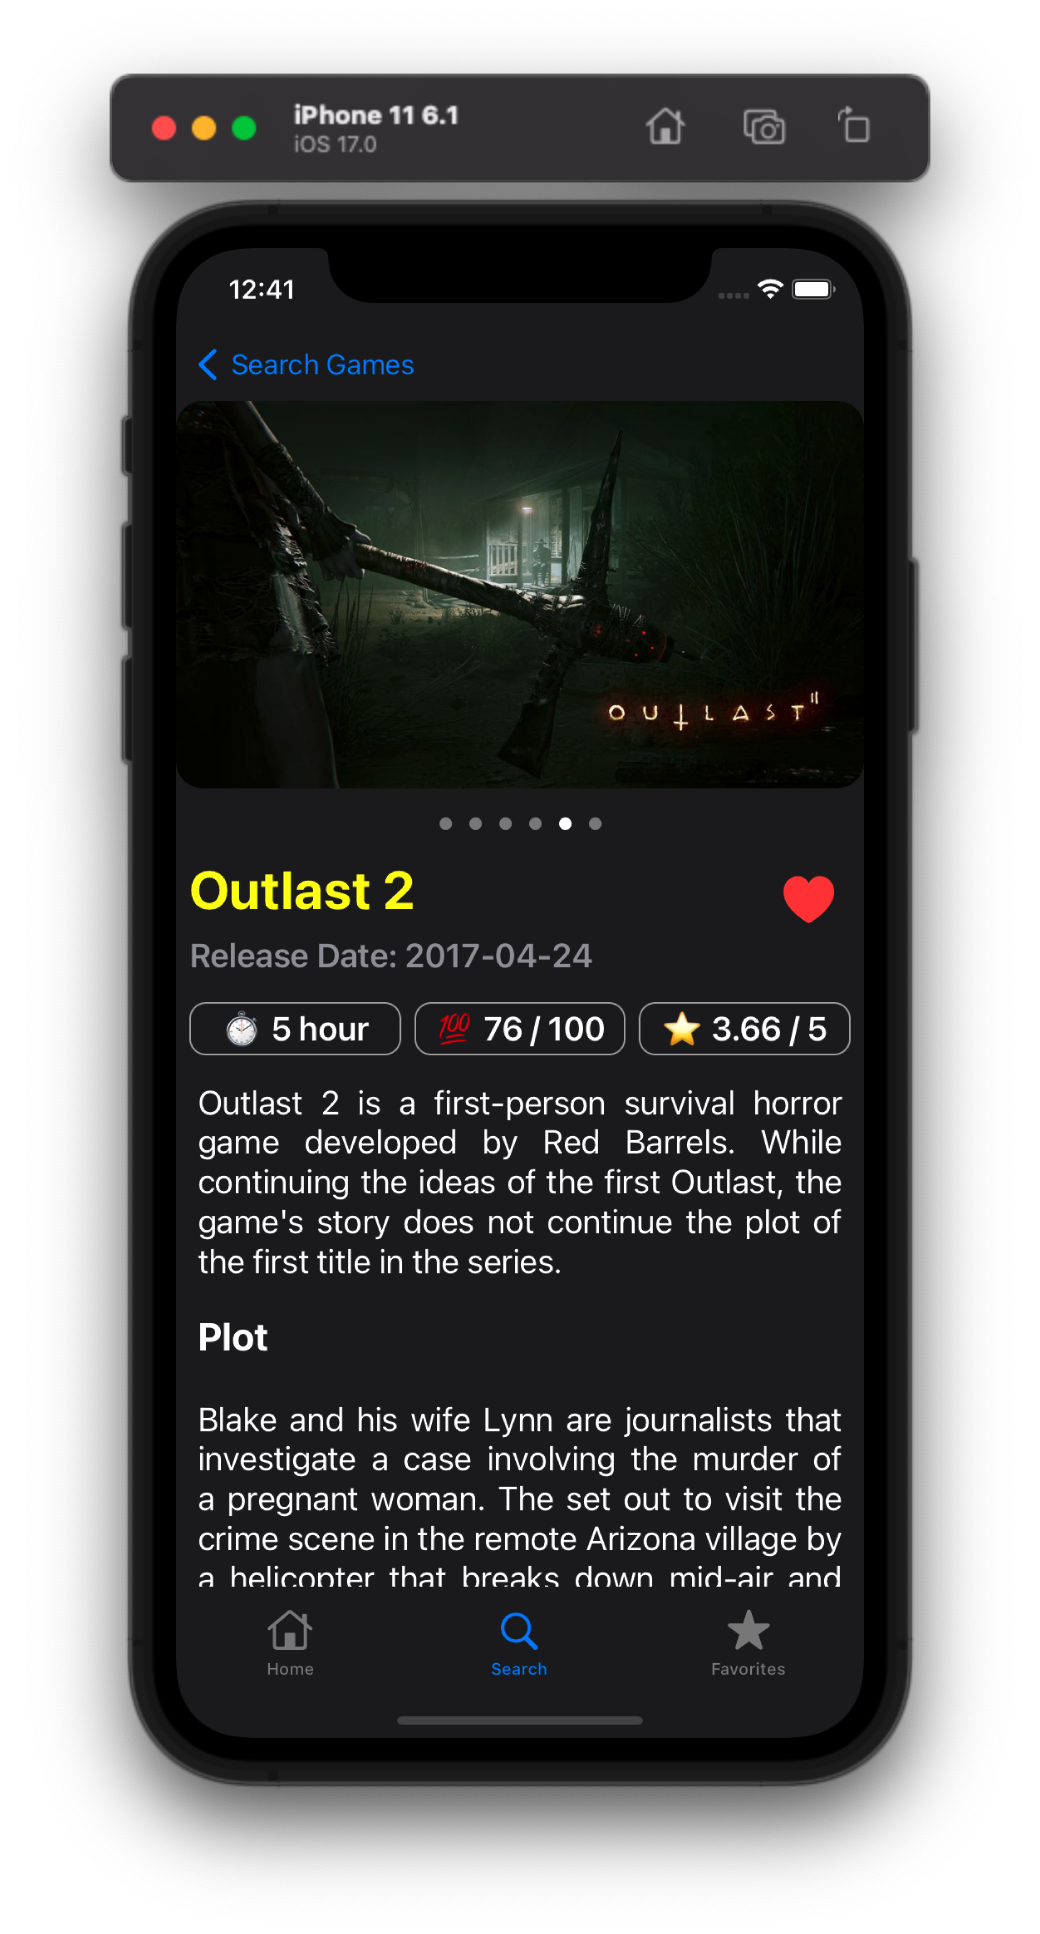 iPhone 11 6.1
iOS 17.0
12:41
Search Games
OUTLAST II
Outlast 2
Release Date: 2017-04-24
5 hour
💯 76 / 100
3.66 / 5
Outlast 2 is a first-person survival horror
game developed by Red Barrels. While
continuing the ideas of the first Outlast, the
game's story does not continue the plot of
the first title in the series.
Plot
Blake and his wife Lynn are journalists that
investigate a case involving the murder of
a pregnant woman. The set out to visit the
crime scene in the remote Arizona village by
a helicopter that breaks down mid-air and
Home
Search
Favorites